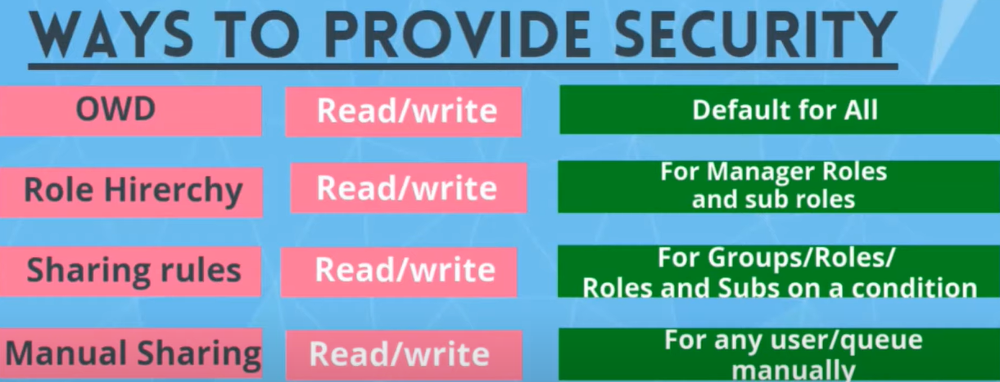 WAYS TO PROVIDE SECURITY
OWD
Read/write
Default for All
Role Hirerchy
Read/write
For Manager Roles
and sub roles
Sharing rules
Read/write
For Groups/Roles/
Roles and Subs on a condition
Manual Sharing
Read/write
For any user/queue
manually